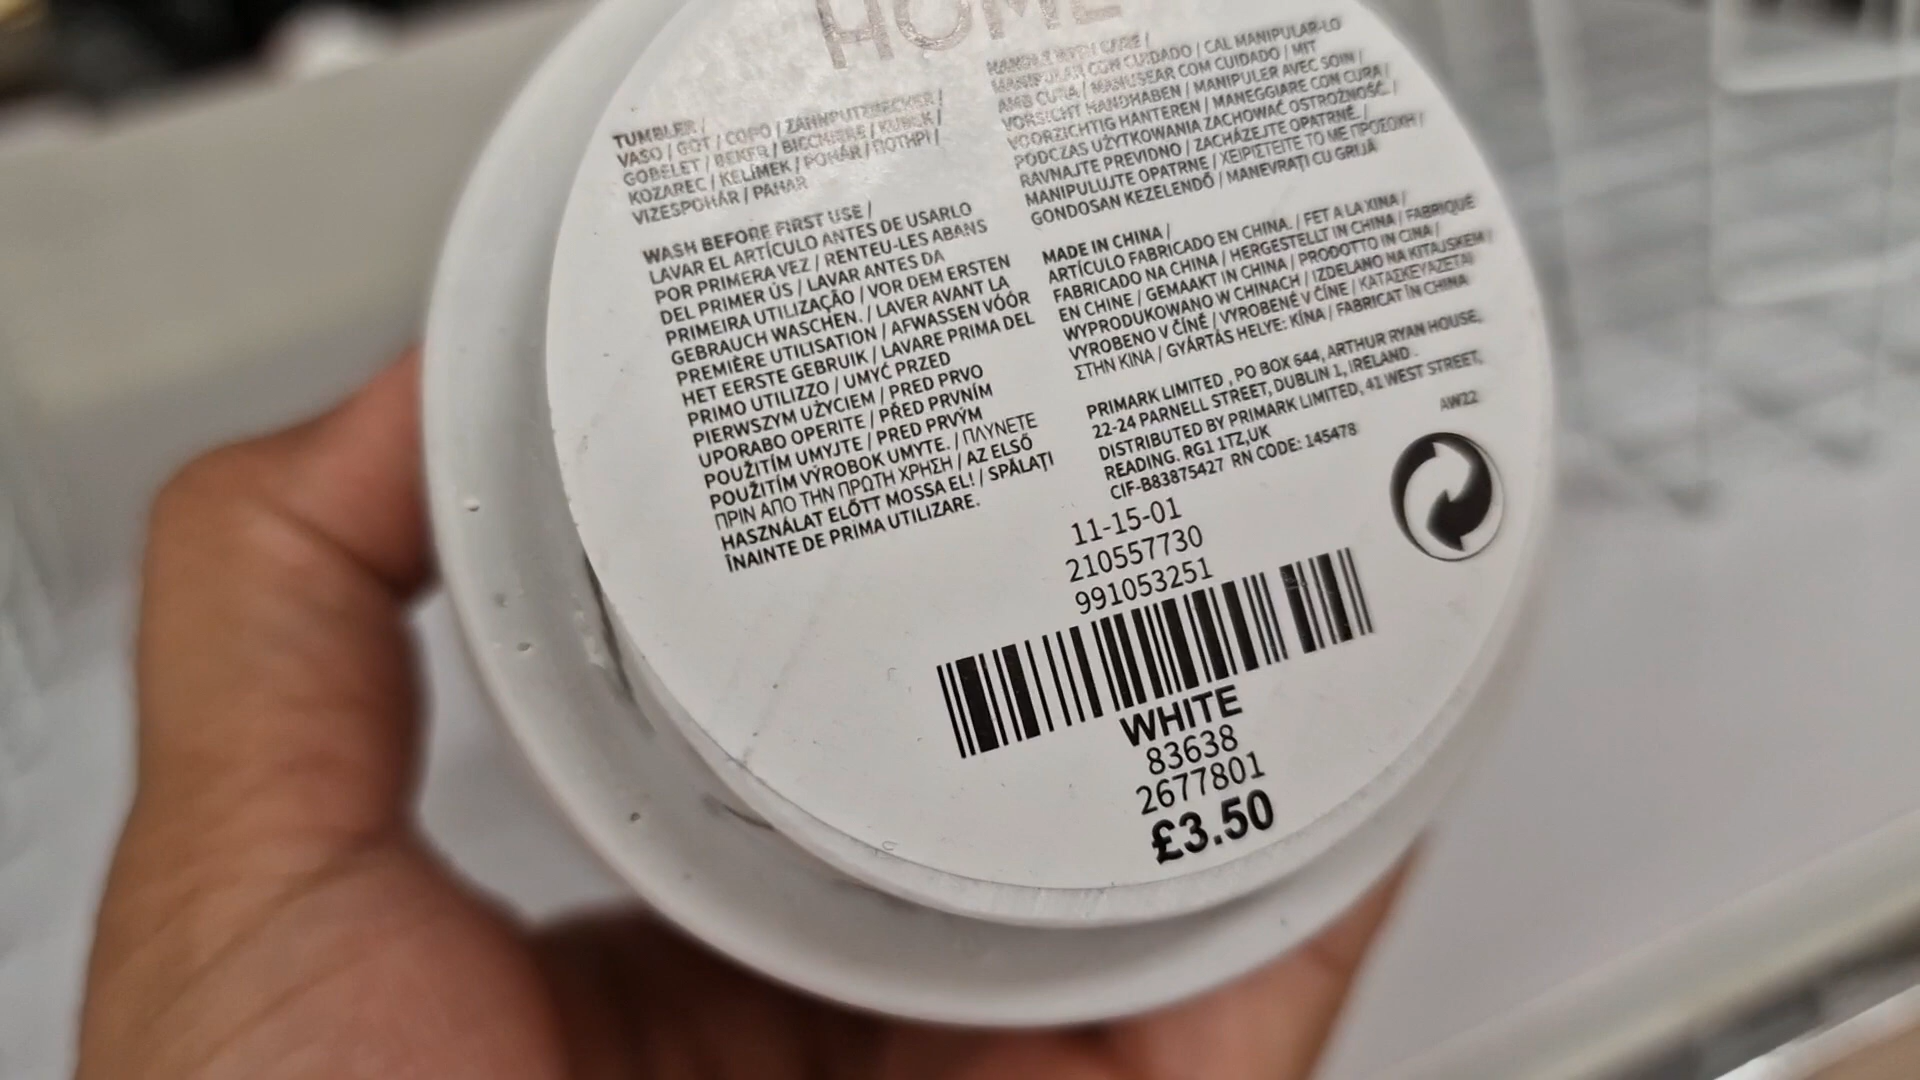 HOME
TUMBLER /
VASO / GOT / COPO / ZAHNPUTZBECKER /
GOBELET / BEKER / BICCHIERE / KUBEK /
KOZAREC / KELÍMEK / POHÁR / ΠΟΤΗΡΙ /
VIZESPOHÁR / PAHAR
WASH BEFORE FIRST USE /
LAVAR EL ARTÍCULO ANTES DE USARLO
POR PRIMERA VEZ / RENTEU-LES ABANS
DEL PRIMER ÚS / LAVAR ANTES DA
PRIMEIRA UTILIZAÇÃO / VOR DEM ERSTEN
GEBRAUCH WASCHEN. / LAVER AVANT LA
PREMIÈRE UTILISATION / AFWASSEN VÓÓR
HET EERSTE GEBRUIK / LAVARE PRIMA DEL
PRIMO UTILIZZO / UMYĆ PRZED
PIERWSZYM UŻYCIEM / PRED PRVO
UPORABO OPERITE / PŘED PRVNÍM
POUŽITÍM UMYJTE / PRED PRVÝM
POUŽITÍM VÝROBOK UMYTE. / ΠΛΥΝΕΤΕ
ΠΡΙΝ ΑΠΟ ΤΗΝ ΠΡΩΤΗ ΧΡΗΣΗ / AZ ELSŐ
HASZNÁLAT ELŐTT MOSSA EL! / SPĂLAȚI
ÎNAINTE DE PRIMA UTILIZARE.
HANDLE WITH CARE /
MANIPULAR CON CUIDADO / CAL MANIPULAR-LO
AMB CURA / MANUSEAR COM CUIDADO / MIT
VORSICHT HANDHABEN / MANIPULER AVEC SOIN /
VOORZICHTIG HANTEREN / MANEGGIARE CON CURA /
PODCZAS UŻYTKOWANIA ZACHOWAĆ OSTROŻNOŚĆ. /
RAVNAJTE PREVIDNO / ZACHÁZEJTE OPATRNĚ. /
MANIPULUJTE OPATRNE / ΧΕΙΡΙΣΤΕΙΤΕ ΤΟ ΜΕ ΠΡΟΣΟΧΗ /
GONDOSAN KEZELENDŐ / MANEVRAȚI CU GRIJĂ
MADE IN CHINA /
ARTÍCULO FABRICADO EN CHINA. / FET A LA XINA /
FABRICADO NA CHINA / HERGESTELLT IN CHINA / FABRIQUÉ
EN CHINE / GEMAAKT IN CHINA / PRODOTTO IN CINA /
WYPRODUKOWANO W CHINACH / IZDELANO NA KITAJSKEM /
VYROBENO V ČÍNĚ / VYROBENÉ V ČÍNE / ΚΑΤΑΣΚΕΥΑΖΕΤΑΙ
ΣΤΗΝ ΚΙΝΑ / GYÁRTÁS HELYE: KÍNA / FABRICAT ÎN CHINA
PRIMARK LIMITED , PO BOX 644, ARTHUR RYAN HOUSE,
22-24 PARNELL STREET, DUBLIN 1, IRELAND.
DISTRIBUTED BY PRIMARK LIMITED, 41 WEST STREET,
READING. RG1 1TZ,UK
CIF-B83875427 RN CODE: 145478
AW22
11-15-01
210557730
991053251
WHITE
83638
2677801
£3.50